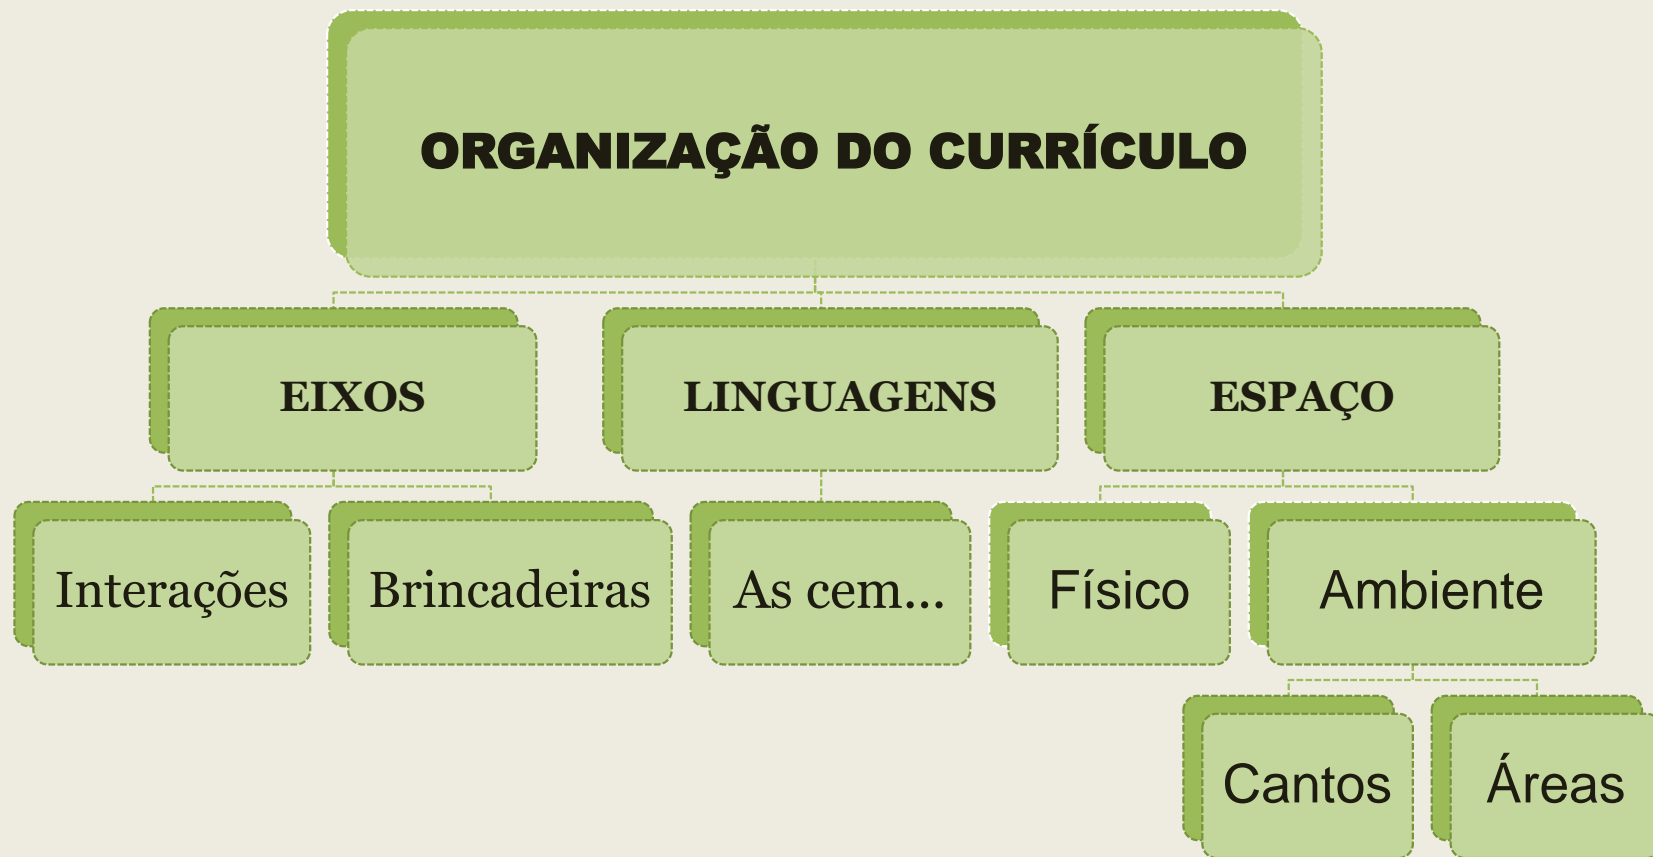 ORGANIZAÇÃO DO CURRÍCULO
EIXOS
LINGUAGENS
ESPAÇO
Interações
Brincadeiras
As cem...
Físico
Ambiente
Cantos
Áreas